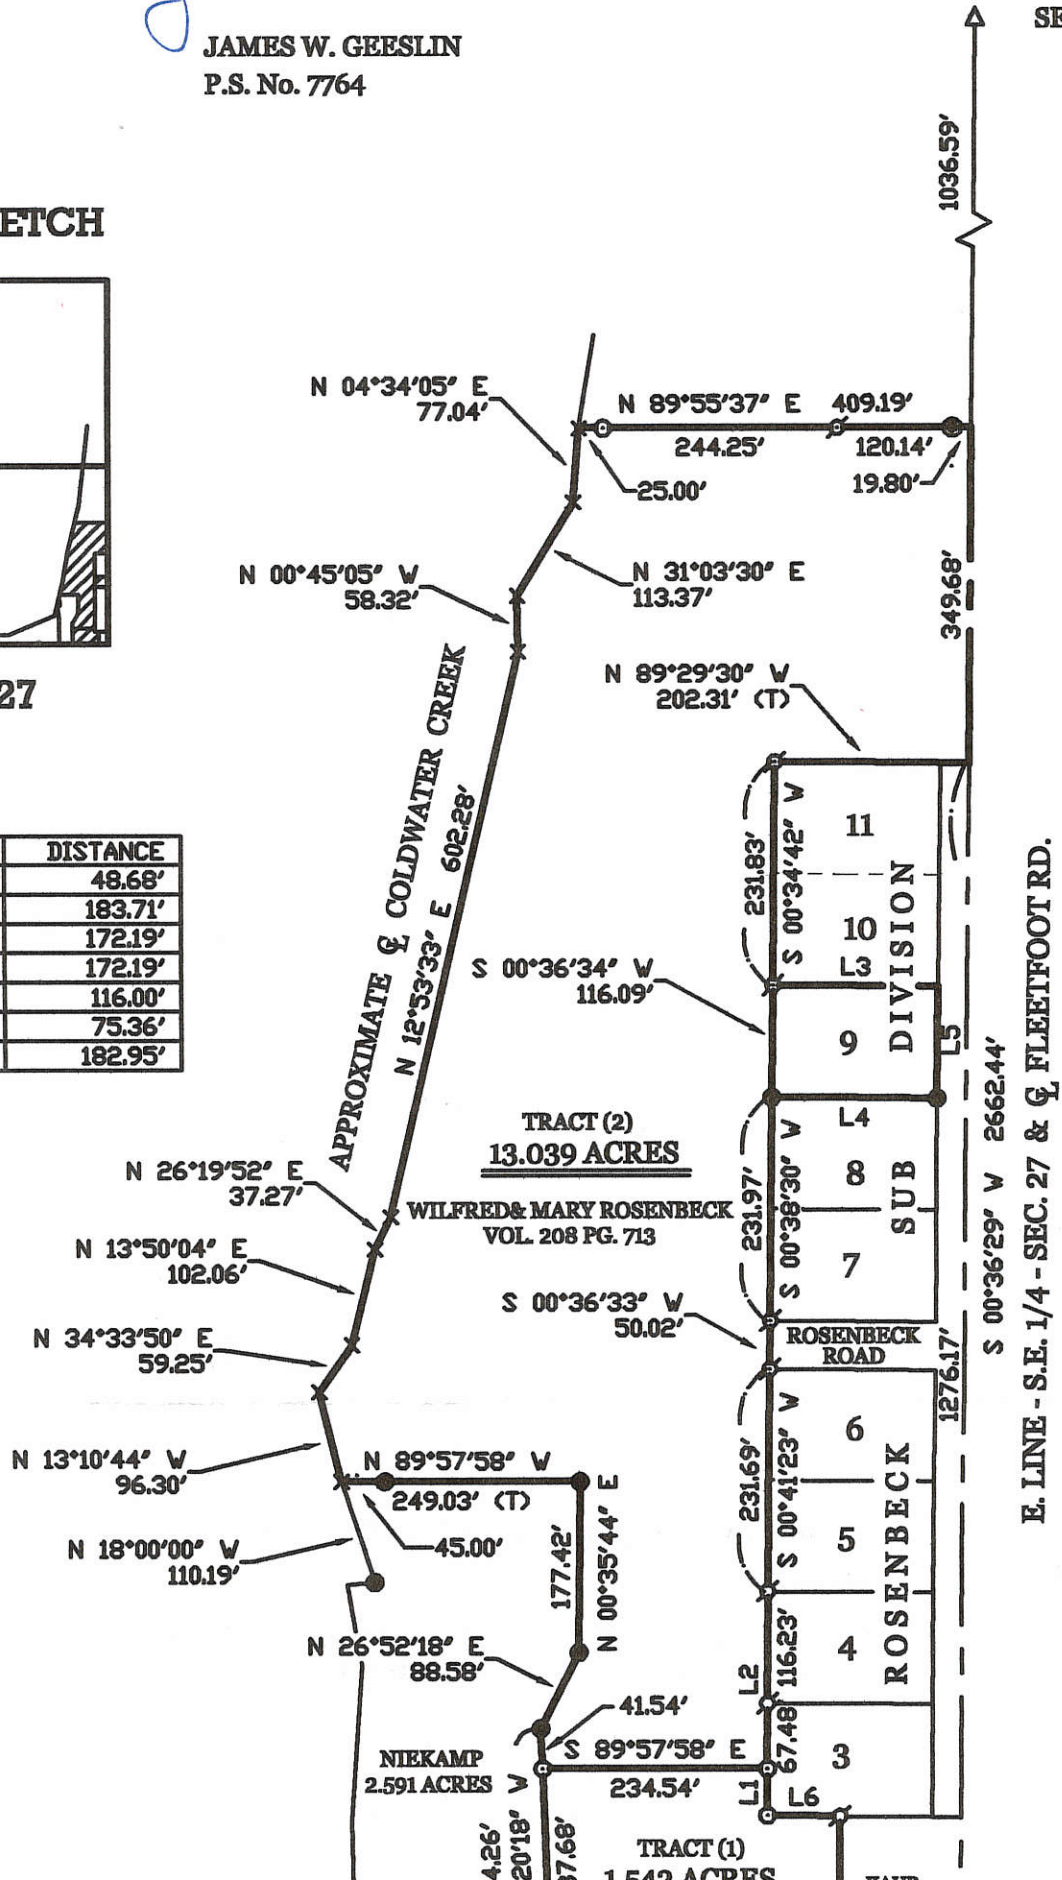 JAMES W. GEESLIN
P.S. No. 7764
SE
1036.59'
ETCH
27
N 04°34'05" E
77.04'
N 89°55'37" E 409.19'
244.25'
120.14'
25.00'
19.80'
N 31°03'30" E
113.37'
N 00°45'05" W
58.32'
349.68'
N 89°29'30" W
202.31' (T)
APPROXIMATE ℄ COLDWATER CREEK
N 12°53'33" E 602.28'
DISTANCE
48.68'
183.71'
172.19'
172.19'
116.00'
75.36'
182.95'
231.83'
S 00°34'42" W
11
10
L3
S 00°36'34" W
116.09'
9
L5
L4
8
7
SUB DIVISION
TRACT (2)
13.039 ACRES
WILFRED& MARY ROSENBECK
VOL. 208 PG. 713
231.97'
S 00°38'30" W
N 26°19'52" E
37.27'
N 13°50'04" E
102.06'
N 34°33'50" E
59.25'
S 00°36'33" W
50.02'
ROSENBECK
ROAD
1276.17'
S 00°36'29" W 2662.44'
E. LINE - S.E. 1/4 - SEC. 27 & ℄ FLEETFOOT RD.
N 13°10'44" W
96.30'
N 89°57'58" W
249.03' (T)
45.00'
N 18°00'00" W
110.19'
177.42'
N 00°35'44" E
231.69'
S 00°41'23" W
6
5
4
3
ROSENBECK
N 26°52'18" E
88.58'
41.54'
L2
116.23'
67.48'
L1
L6
S 89°57'58" E
234.54'
NIEKAMP
2.591 ACRES
4.26'
20'18" W
37.68'
TRACT (1)
1.542 ACRES